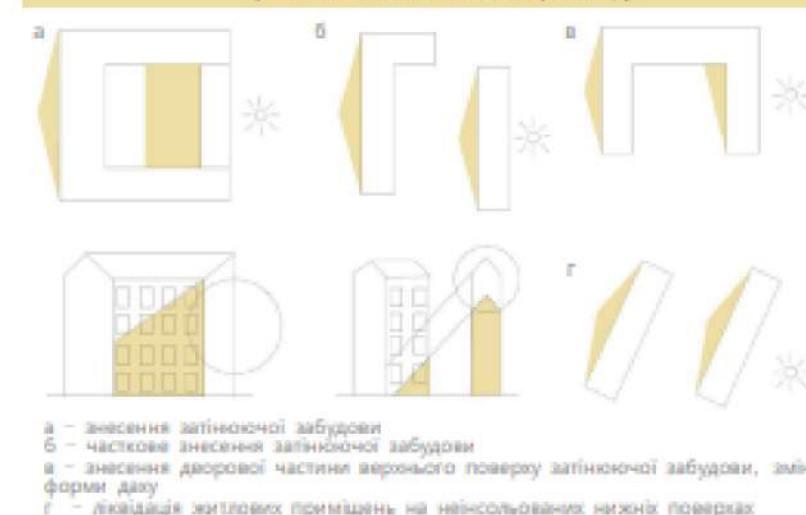 а
б
в
г
а - знесення затінюючої забудови
б - часткове знесення затінюючої забудови
в - знесення дворової частини верхнього поверху затінюючої забудови, змін
форми даху
г - ліквідація житлових приміщень на неінсольованих нижніх поверхах